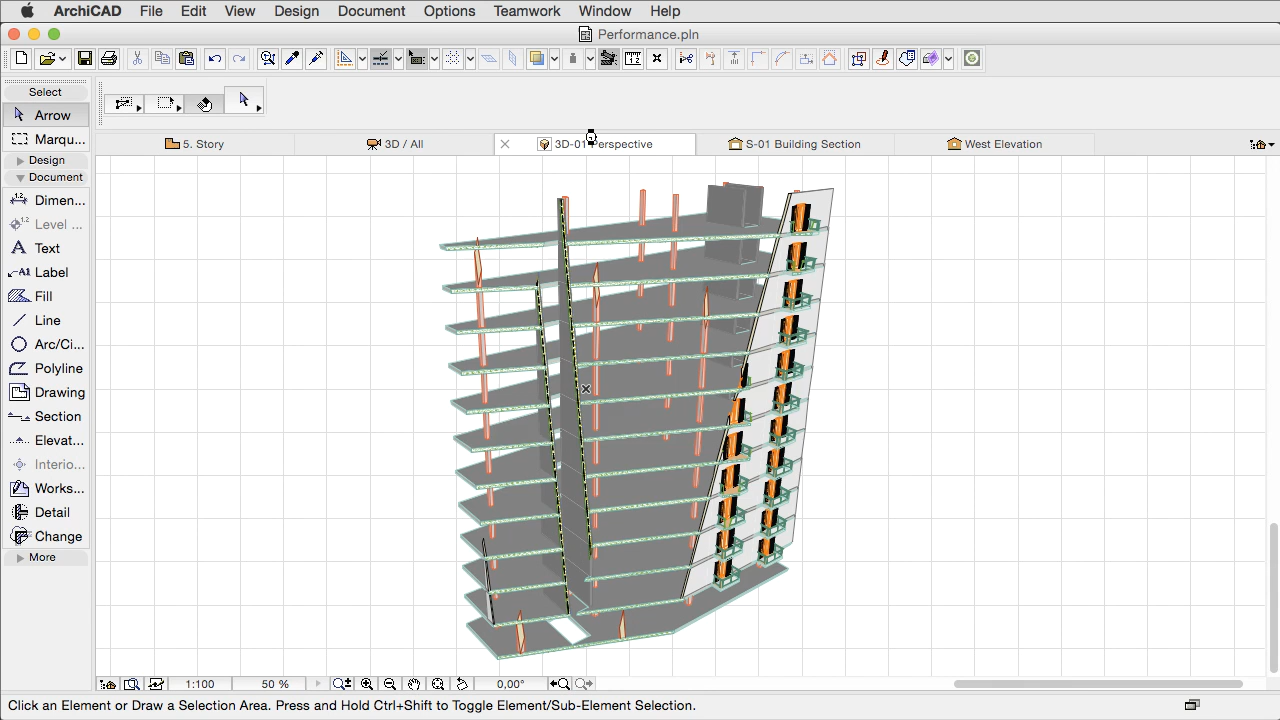 ArchiCAD File Edit View Design Document Options Teamwork Window Help
Performance.pln
Select
Arrow
Marqu...
Design
Document
Dimen...
Level ...
Text
A1 Label
Fill
Line
Arc/Ci...
Polyline
Drawing
Section
Elevat...
Interio...
Works...
Detail
Change
More
5. Story
3D / All
3D-01 Perspective
S-01 Building Section
West Elevation
1:100
50 %
0,00°
Click an Element or Draw a Selection Area. Press and Hold Ctrl+Shift to Toggle Element/Sub-Element Selection.